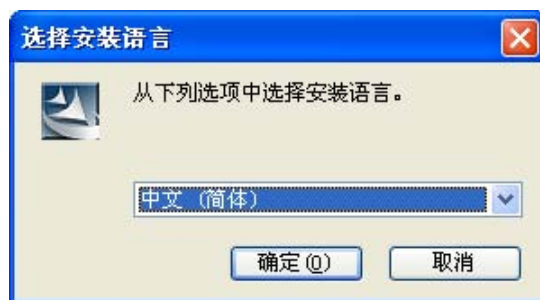 选择安装语言
从下列选项中选择安装语言。
中文 (简体)
确定(O)
取消